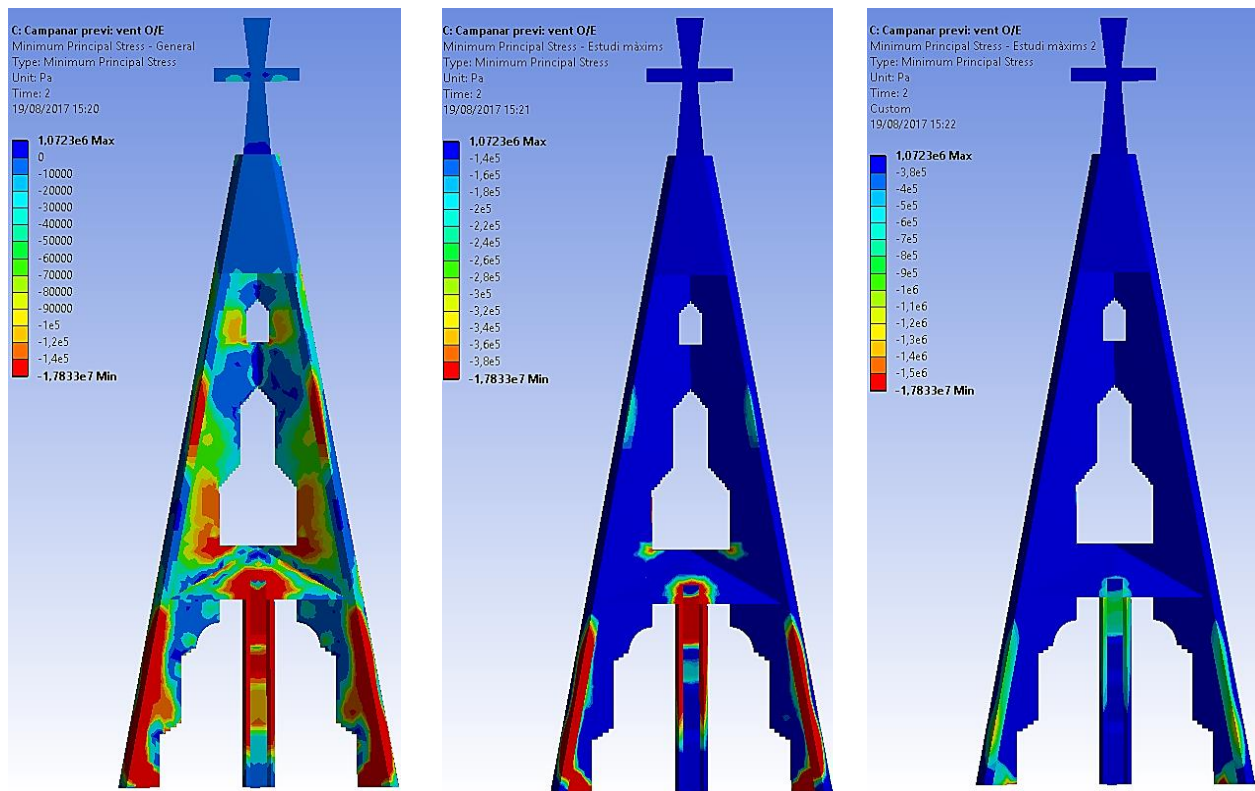 C: Campanar previ: vent O/E
Minimum Principal Stress - General
Type: Minimum Principal Stress
Unit: Pa
Time: 2
19/08/2017 15:20
1,0723e6 Max
0
-10000
-20000
-30000
-40000
-50000
-60000
-70000
-80000
-90000
-1e5
-1,2e5
-1,4e5
-1,7833e7 Min
C: Campanar previ: vent O/E
Minimum Principal Stress - Estudi màxims
Type: Minimum Principal Stress
Unit: Pa
Time: 2
19/08/2017 15:21
1,0723e6 Max
-1,4e5
-1,6e5
-1,8e5
-2e5
-2,2e5
-2,4e5
-2,6e5
-2,8e5
-3e5
-3,2e5
-3,4e5
-3,6e5
-3,8e5
-1,7833e7 Min
C: Campanar previ: vent O/E
Minimum Principal Stress - Estudi màxims 2
Type: Minimum Principal Stress
Unit: Pa
Time: 2
Custom
19/08/2017 15:22
1,0723e6 Max
-3,8e5
-4e5
-5e5
-6e5
-7e5
-8e5
-9e5
-1e6
-1,1e6
-1,2e6
-1,3e6
-1,4e6
-1,5e6
-1,7833e7 Min